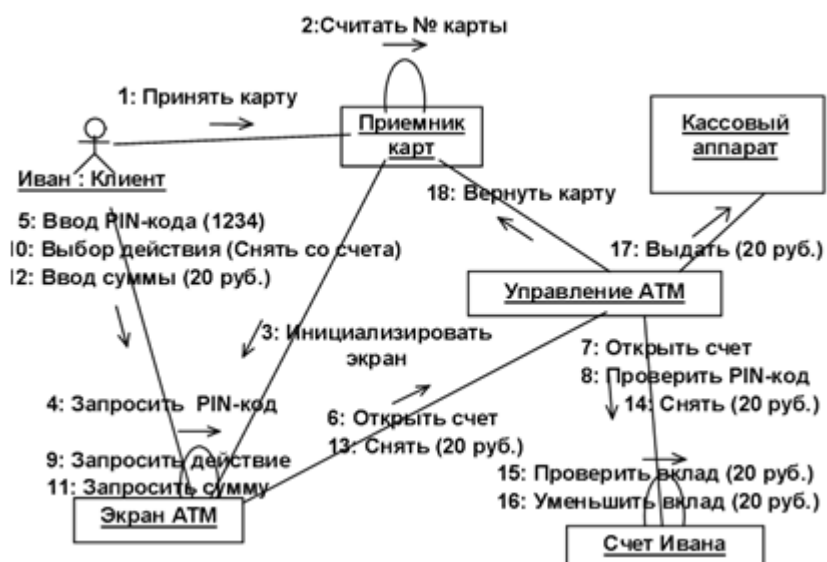 2:Считать № карты
1: Принять карту
Приемник
карт
Кассовый
аппарат
Иван : Клиент
18: Вернуть карту
5: Ввод PIN-кода (1234)
10: Выбор действия (Снять со счета)
12: Ввод суммы (20 руб.)
17: Выдать (20 руб.)
Управление АТМ
3: Инициализировать
экран
7: Открыть счет
8: Проверить PIN-код
14: Снять (20 руб.)
4: Запросить PIN-код
6: Открыть счет
13: Снять (20 руб.)
9: Запросить действие
11: Запросить сумму
15: Проверить вклад (20 руб.)
16: Уменьшить вклад (20 руб.)
Экран АТМ
Счет Ивана